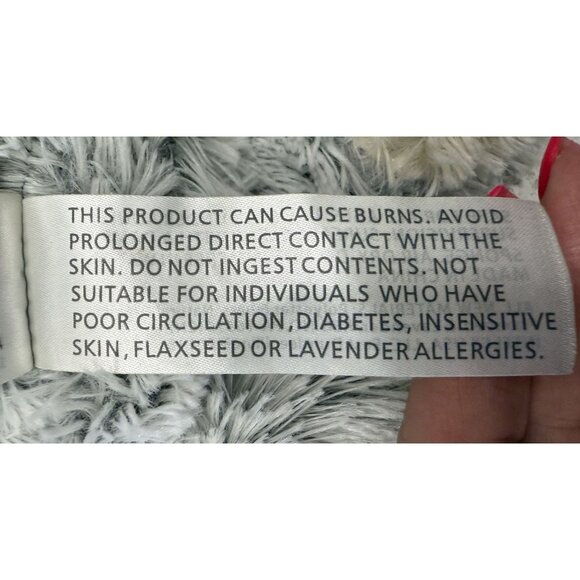 THIS PRODUCT CAN CAUSE BURNS. AVOID
PROLONGED DIRECT CONTACT WITH THE
SKIN. DO NOT INGEST CONTENTS. NOT
SUITABLE FOR INDIVIDUALS WHO HAVE
POOR CIRCULATION,DIABETES, INSENSITIVE
SKIN, FLAXSEED OR LAVENDER ALLERGIES.